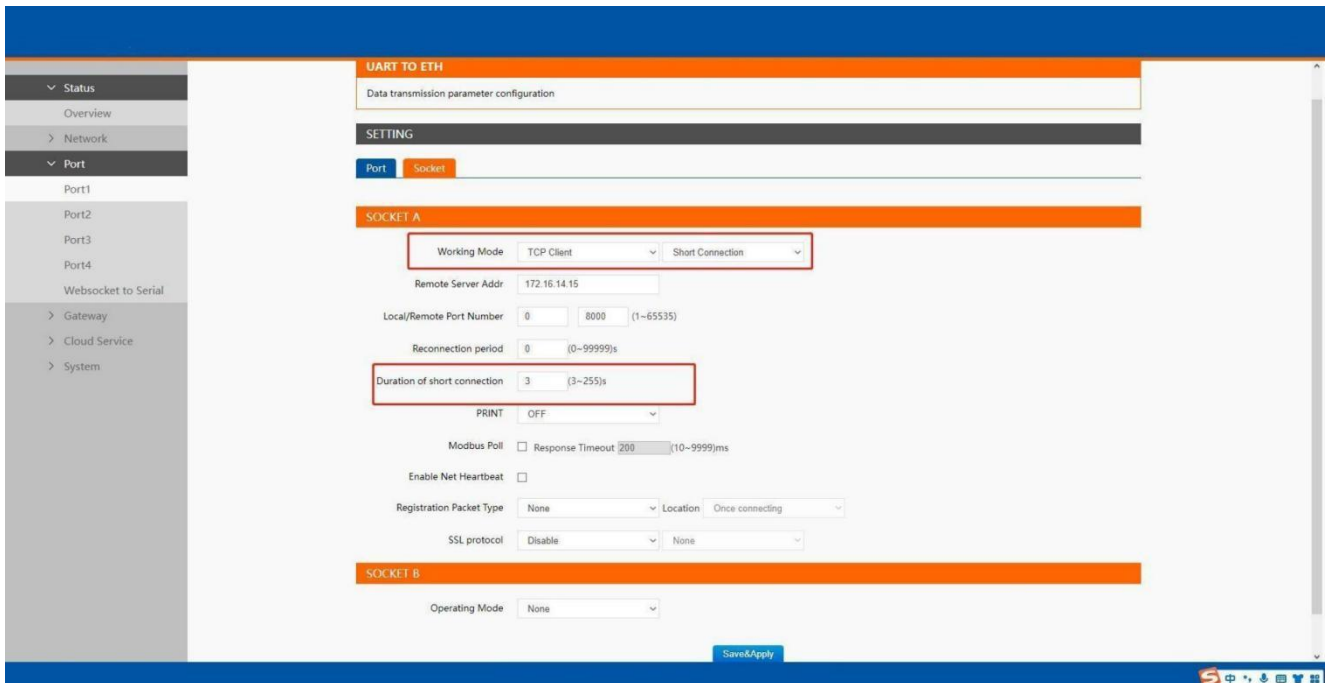 UART TO ETH
Data transmission parameter configuration
SETTING
Port Socket
SOCKET A
Working Mode TCP Client Short Connection
Remote Server Addr 172.16.14.15
Local/Remote Port Number 0 8000 (1~65535)
Reconnection period 0 (0~99999)s
Duration of short connection 3 (3~255)s
PRINT OFF
Modbus Poll Response Timeout 200 (10~9999)ms
Enable Net Heartbeat
Registration Packet Type None Location Once connecting
SSL protocol Disable None
SOCKET B
Operating Mode None
Save&Apply
Status
Overview
Network
Port
Port1
Port2
Port3
Port4
Websocket to Serial
Gateway
Cloud Service
System
S 中